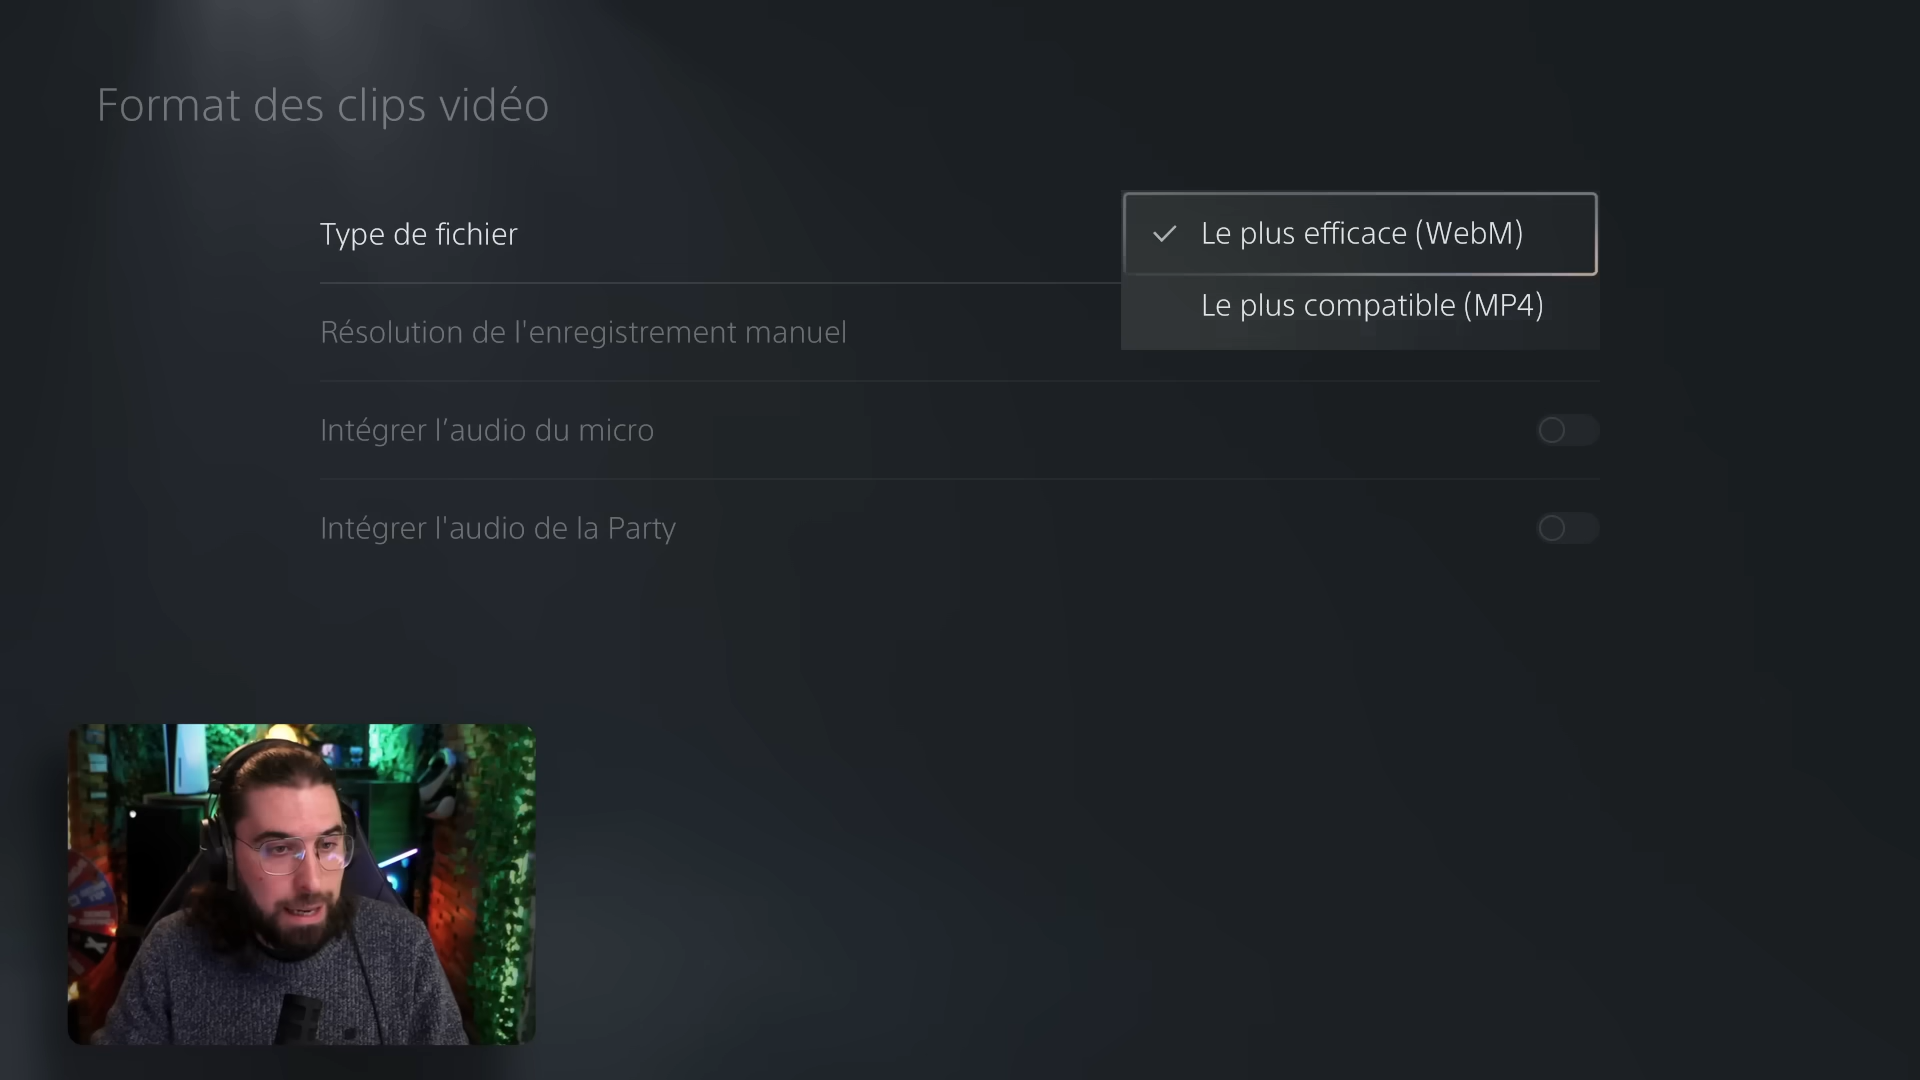 Format des clips vidéo
Type de fichier
Le plus efficace (WebM)
Le plus compatible (MP4)
Résolution de l'enregistrement manuel
Intégrer l’audio du micro
Intégrer l'audio de la Party